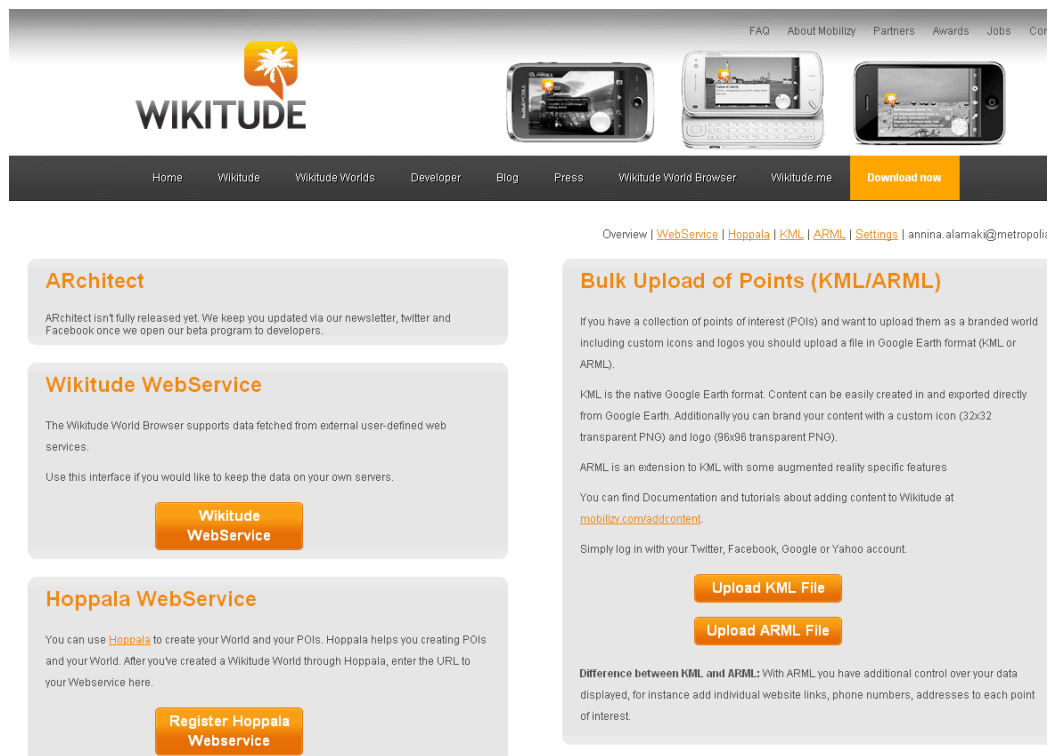 FAQ About Mobilizy Partners Awards Jobs Con
WIKITUDE
Home Wikitude Wikitude Worlds Developer Blog Press Wikitude World Browser Wikitude.me Download now
Overview | WebService | Hoppala | KML | ARML | Settings | annina.alamaki@metropolia
ARchitect
ARchitect isn't fully released yet. We keep you updated via our newsletter, twitter and
Facebook once we open our beta program to developers.
Wikitude WebService
The Wikitude World Browser supports data fetched from external user-defined web
services.
Use this interface if you would like to keep the data on your own servers.
Wikitude
WebService
Hoppala WebService
You can use Hoppala to create your World and your POIs. Hoppala helps you creating POIs
and your World. After you've created a Wikitude World through Hoppala, enter the URL to
your Webservice here.
Register Hoppala
Webservice
Bulk Upload of Points (KML/ARML)
If you have a collection of points of interest (POIs) and want to upload them as a branded world
including custom icons and logos you should upload a file in Google Earth format (KML or
ARML).
KML is the native Google Earth format. Content can be easily created in and exported directly
from Google Earth. Additionally you can brand your content with a custom icon (32x32
transparent PNG) and logo (96x96 transparent PNG).
ARML is an extension to KML with some augmented reality specific features
You can find Documentation and tutorials about adding content to Wikitude at
mobilizy.com/addcontent.
Simply log in with your Twitter, Facebook, Google or Yahoo account.
Upload KML File
Upload ARML File
Difference between KML and ARML: With ARML you have additional control over your data
displayed, for instance add individual website links, phone numbers, addresses to each point
of interest.